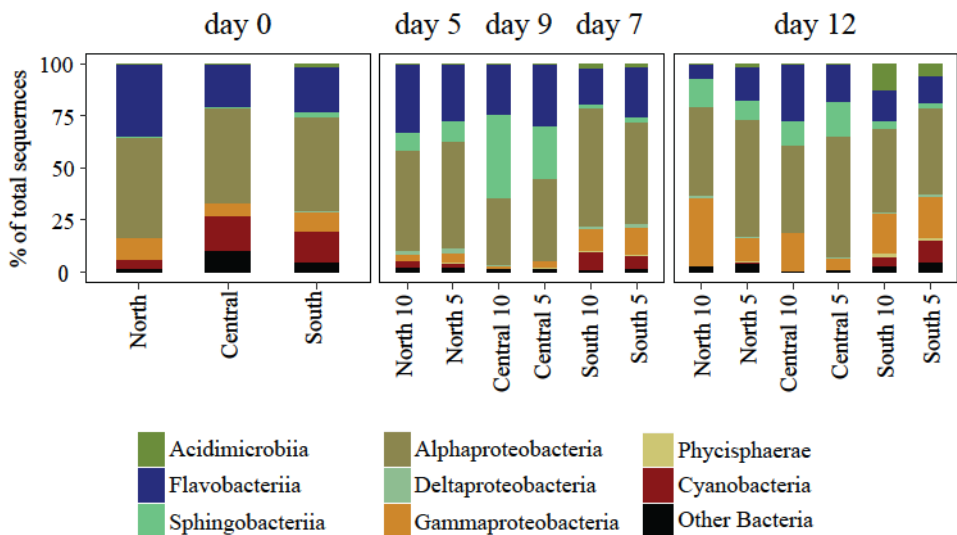 day 0 day 5 day 9 day 7 day 12
% of total sequernces
100
75
50
25
0
North Central South North 10 North 5 Central 10 Central 5 South 10 South 5 North 10 North 5 Central 10 Central 5 South 10 South 5
Acidimicrobiia Alphaproteobacteria Phycisphaerae
Flavobacteriia Deltaproteobacteria Cyanobacteria
Sphingobacteriia Gammaproteobacteria Other Bacteria